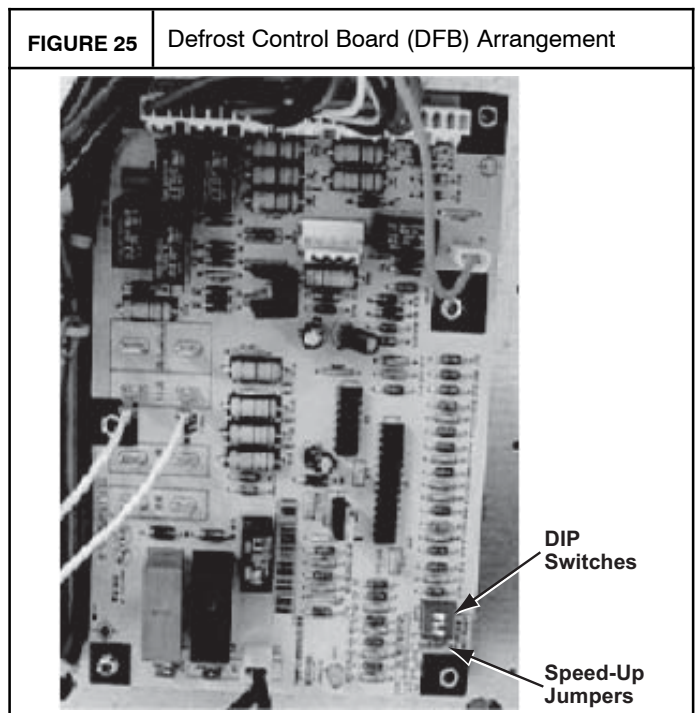 FIGURE 25
Defrost Control Board (DFB) Arrangement
DIP
Switches
Speed-Up
Jumpers